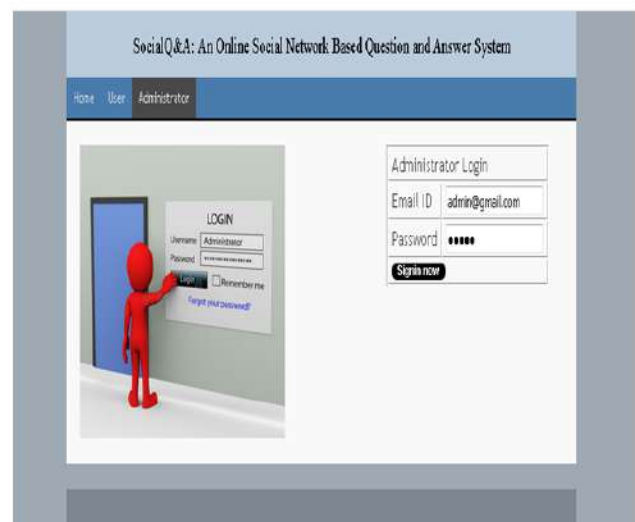 SocialQ&A: An Online Social Network Based Question and Answer System
Home User Administrator
LOGIN
Username Administrator
Password ••••••••••••••••
Login Remember me
Forgot your password?
Administrator Login
Email ID admin@gmail.com
Password •••••
Signin now